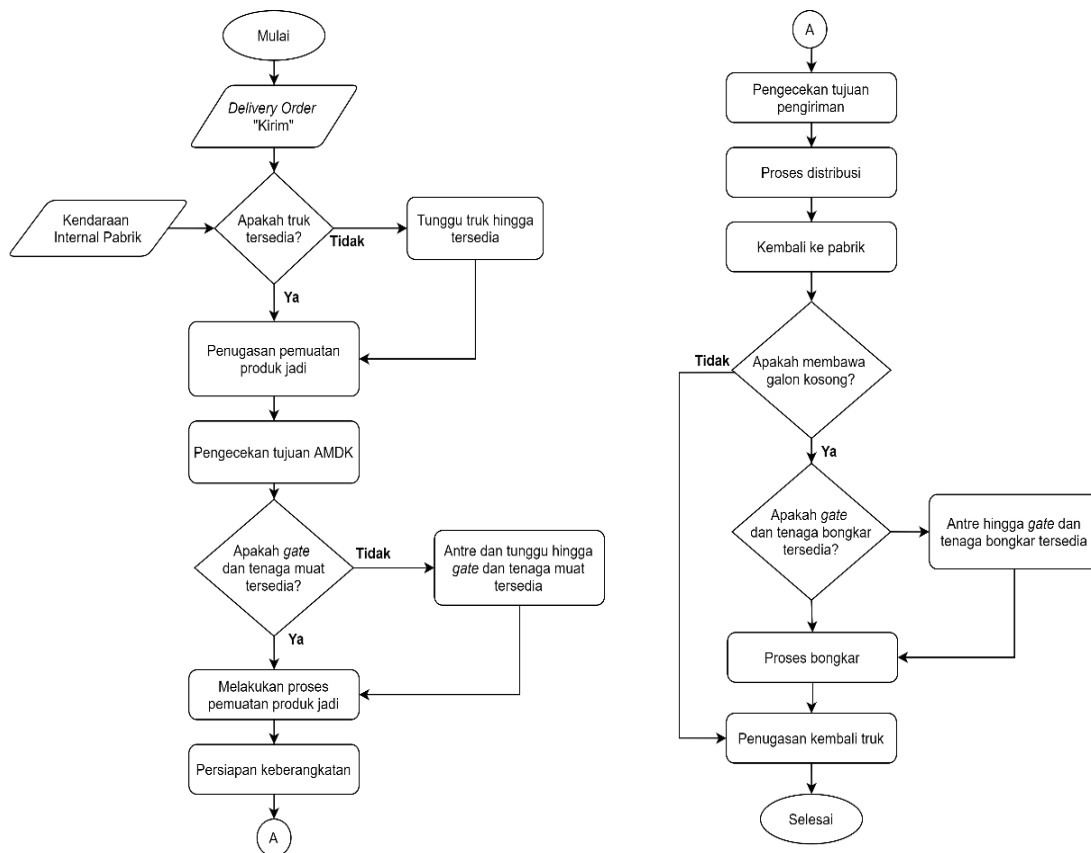 Mulai
Delivery Order
"Kirim"
Kendaraan
Internal Pabrik
Apakah truk
tersedia?
Tidak
Tunggu truk hingga
tersedia
Ya
Penugasan pemuatan
produk jadi
Pengecekan tujuan AMDK
Apakah gate
dan tenaga muat
tersedia?
Tidak
Antre dan tunggu hingga
gate dan tenaga muat
tersedia
Ya
Melakukan proses
pemuatan produk jadi
Persiapan keberangkatan
A
A
Pengecekan tujuan
pengiriman
Proses distribusi
Kembali ke pabrik
Tidak
Apakah membawa
galon kosong?
Ya
Apakah gate
dan tenaga bongkar
tersedia?
Antre hingga gate dan
tenaga bongkar tersedia
Proses bongkar
Penugasan kembali truk
Selesai